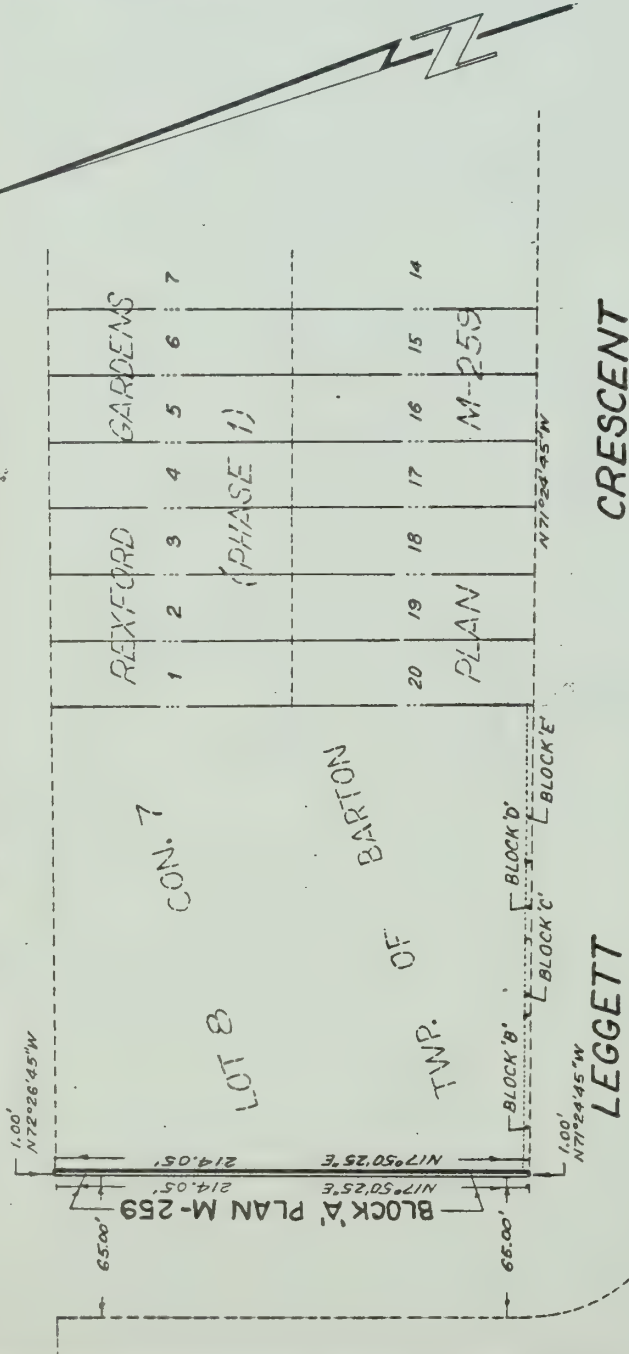 1.00'
N72°26'45"W
REXFORD GARDENS
1 2 3 4 5 6 7
(PHASE 1)
20 19 18 17 16 15 14
PLAN M-259
N71°24'45"W
LOT 8 CON. 7
TWP. OF BARTON
65.00'
65.00'
BLOCK 'A' PLAN M-259
N17°50'25"E 214.05'
N17°50'25"E 214.05'
BLOCK 'B'
BLOCK 'C'
BLOCK 'D'
BLOCK 'E'
1.00'
N71°24'45"W
LEGGETT CRESCENT